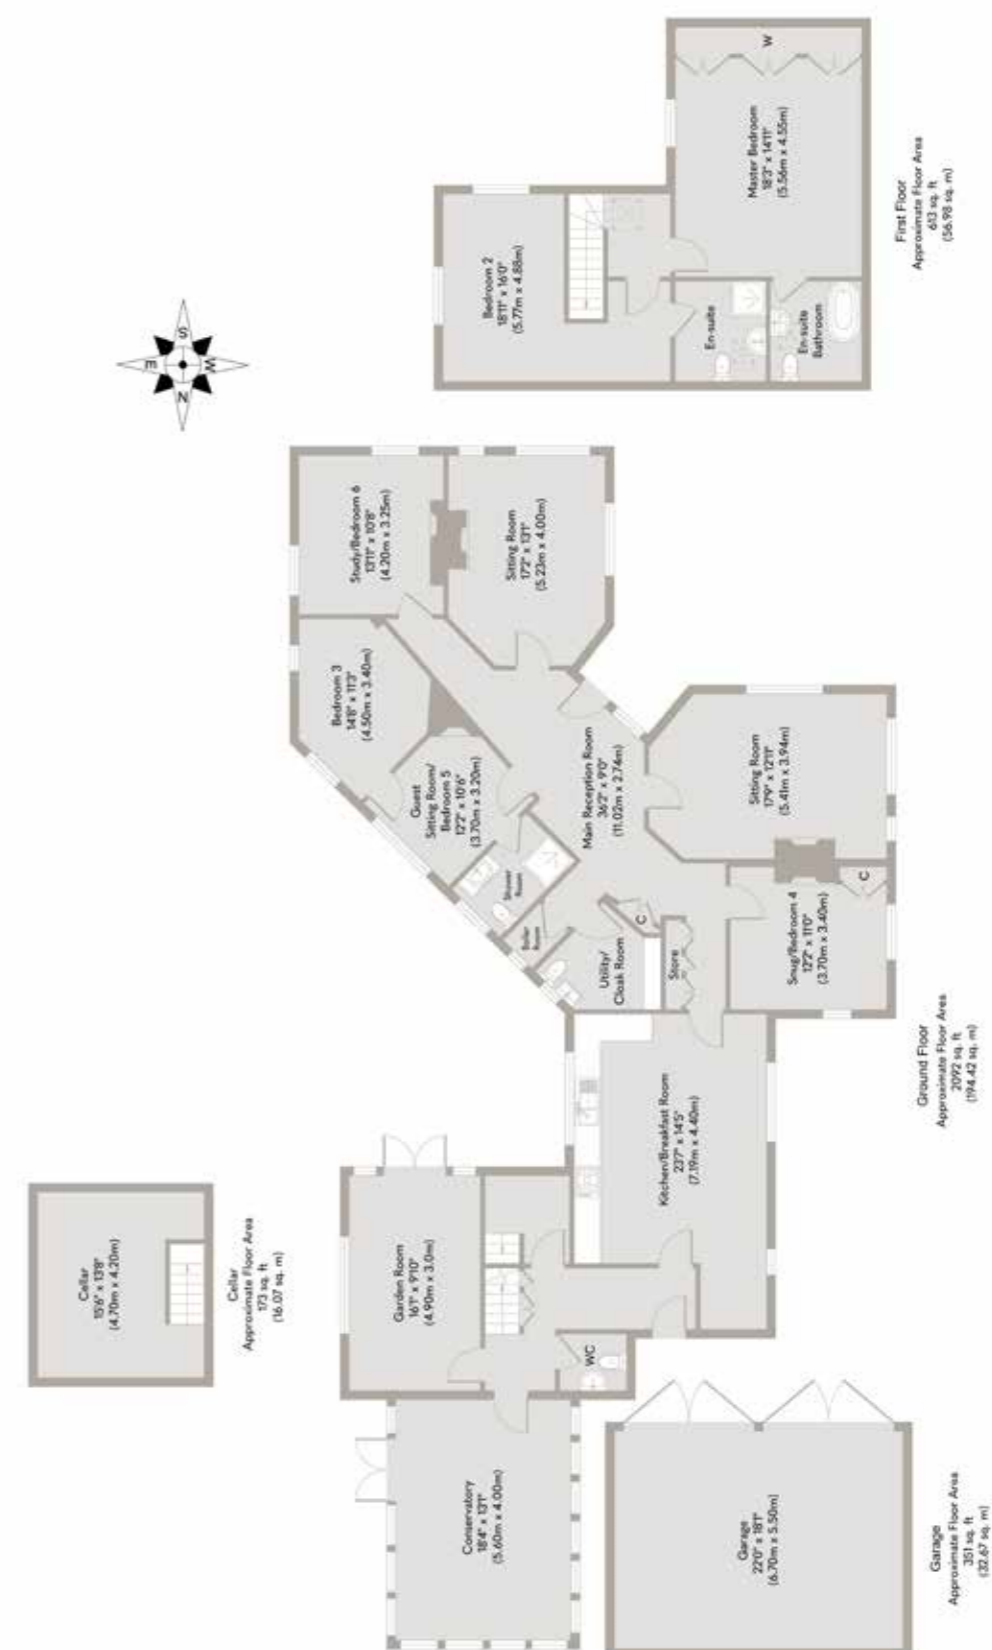 Cellar
15'6" x 13'8"
(4.70m x 4.20m)
Cellar
Approximate Floor Area
173 sq. ft
(16.07 sq. m)
Conservatory
18'4" x 13'1"
(5.60m x 4.00m)
Garden Room
16'1" x 9'10"
(4.90m x 3.0m)
WC
Kitchen/Breakfast Room
23'7" x 14'5"
(7.19m x 4.40m)
Garage
22'0" x 18'1"
(6.70m x 5.50m)
Garage
Approximate Floor Area
351 sq. ft
(32.67 sq. m)
Utility/
Cloak Room
Boiler
Room
Shower
Room
Store
C
Guest
Sitting Room/
Bedroom 5
12'2" x 10'6"
(3.70m x 3.20m)
Bedroom 3
14'8" x 11'3"
(4.50m x 3.40m)
Study/Bedroom 6
13'11" x 10'8"
(4.20m x 3.25m)
Sitting Room
17'2" x 13'1"
(5.23m x 4.00m)
Main Reception Room
36'2" x 9'0"
(11.02m x 2.74m)
Sitting Room
17'9" x 12'11"
(5.41m x 3.94m)
Snug/Bedroom 4
12'2" x 11'0"
(3.70m x 3.40m)
C
Ground Floor
Approximate Floor Area
2092 sq. ft
(194.42 sq. m)
N
E
S
W
Bedroom 2
18'11" x 16'0"
(5.77m x 4.88m)
En-suite
En-suite
Bathroom
Master Bedroom
18'3" x 14'11"
(5.56m x 4.55m)
W
First Floor
Approximate Floor Area
613 sq. ft
(56.98 sq. m)